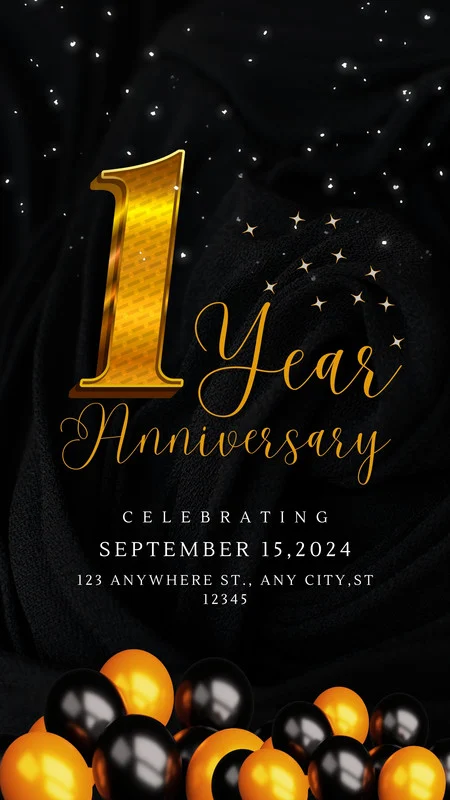 1 Year
Anniversary
CELEBRATING
SEPTEMBER 15,2024
123 ANYWHERE ST., ANY CITY,ST
12345